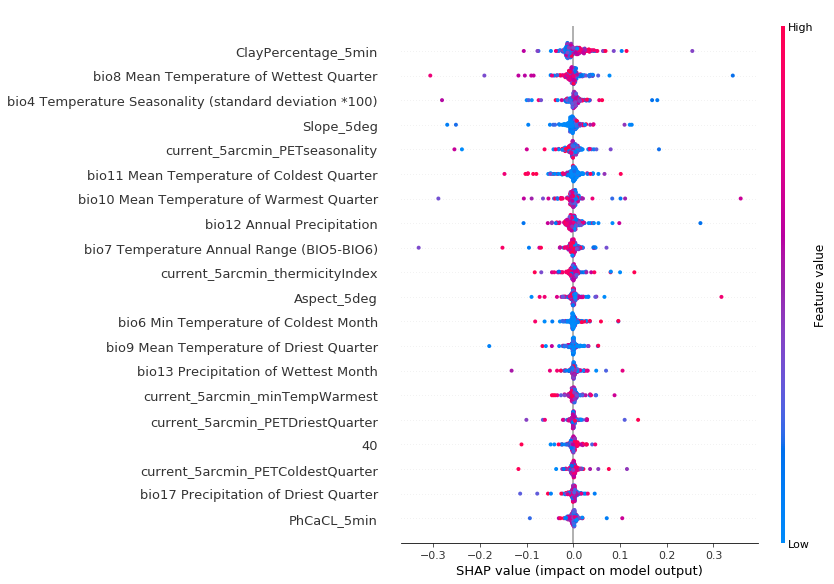 High
ClayPercentage_5min
bio8 Mean Temperature of Wettest Quarter
bio4 Temperature Seasonality (standard deviation *100)
Slope_5deg
current_5arcmin_PETseasonality
bio11 Mean Temperature of Coldest Quarter
bio10 Mean Temperature of Warmest Quarter
bio12 Annual Precipitation
bio7 Temperature Annual Range (BIO5-BIO6)
current_5arcmin_thermicityIndex
Aspect_5deg
bio6 Min Temperature of Coldest Month
bio9 Mean Temperature of Driest Quarter
bio13 Precipitation of Wettest Month
current_5arcmin_minTempWarmest
current_5arcmin_PETDriestQuarter
40
current_5arcmin_PETColdestQuarter
bio17 Precipitation of Driest Quarter
PhCaCL_5min
Feature value
Low
−0.3 −0.2 −0.1 0.0 0.1 0.2 0.3
SHAP value (impact on model output)